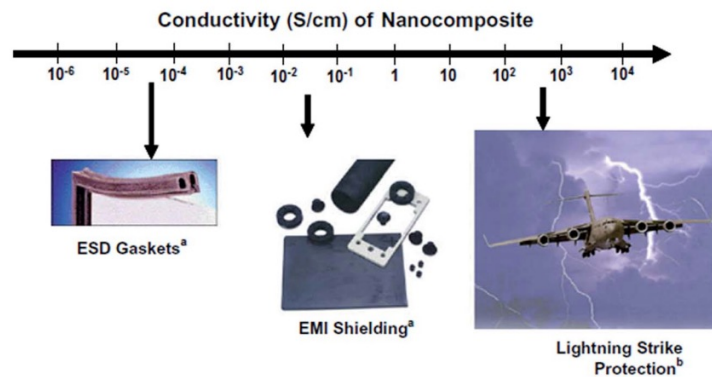 Conductivity (S/cm) of Nanocomposite
10⁻⁶ 10⁻⁵ 10⁻⁴ 10⁻³ 10⁻² 10⁻¹ 1 10 10² 10³ 10⁴
ESD Gasketsᵃ
EMI Shieldingᵃ
Lightning Strike
Protectionᵇ